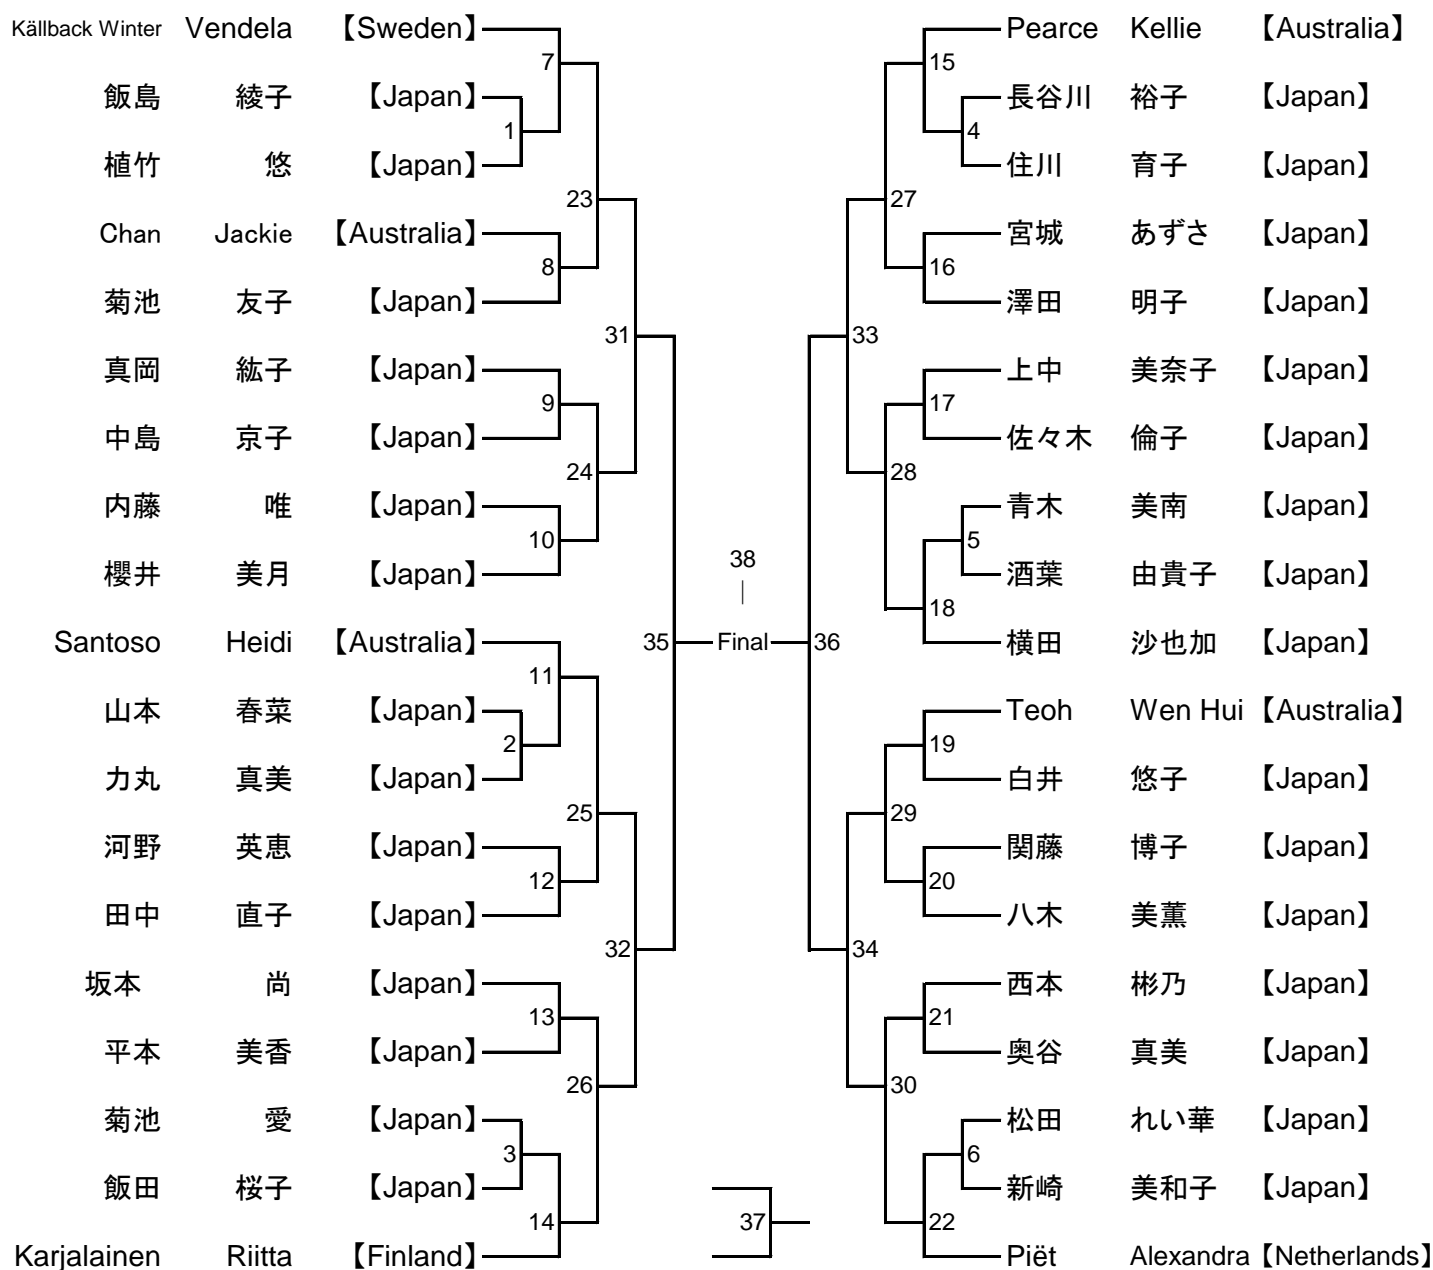 Källback Winter Vendela 【Sweden】
7
飯島 綾子 【Japan】
1
植竹 悠 【Japan】
23
Chan Jackie 【Australia】
8
菊池 友子 【Japan】
31
真岡 紘子 【Japan】
9
中島 京子 【Japan】
24
内藤 唯 【Japan】
10
櫻井 美月 【Japan】
Santoso Heidi 【Australia】
35
11
山本 春菜 【Japan】
2
力丸 真美 【Japan】
25
河野 英恵 【Japan】
12
田中 直子 【Japan】
32
坂本 尚 【Japan】
13
平本 美香 【Japan】
26
菊池 愛 【Japan】
3
飯田 桜子 【Japan】
14
Karjalainen Riitta 【Finland】
38
|
Final
37
Pearce Kellie 【Australia】
15
長谷川 裕子 【Japan】
4
住川 育子 【Japan】
27
宮城 あずさ 【Japan】
16
澤田 明子 【Japan】
33
上中 美奈子 【Japan】
17
佐々木 倫子 【Japan】
28
青木 美南 【Japan】
5
酒葉 由貴子 【Japan】
18
横田 沙也加 【Japan】
36
Teoh Wen Hui 【Australia】
19
白井 悠子 【Japan】
29
関藤 博子 【Japan】
20
八木 美薫 【Japan】
34
西本 彬乃 【Japan】
21
奥谷 真美 【Japan】
30
松田 れい華 【Japan】
6
新崎 美和子 【Japan】
22
Piët Alexandra 【Netherlands】